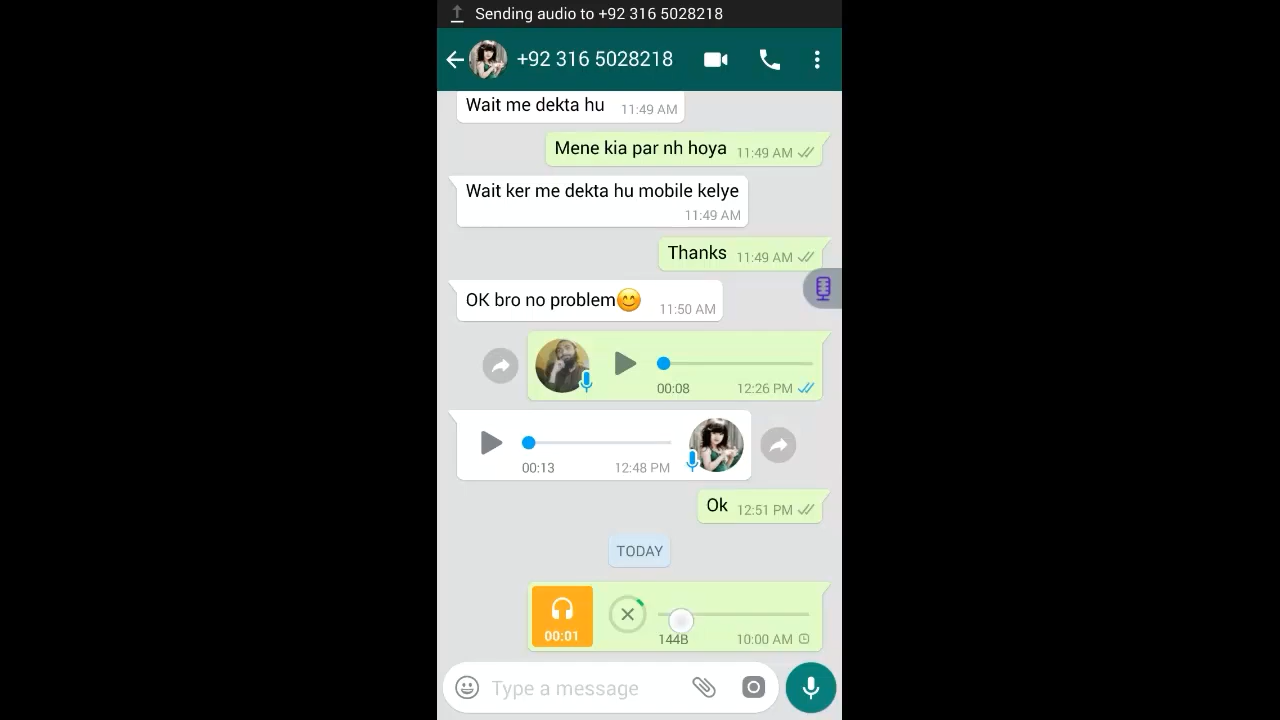 Sending audio to +92 316 5028218
+92 316 5028218
Wait me dekta hu 11:49 AM
Mene kia par nh hoya 11:49 AM
Wait ker me dekta hu mobile kelye
11:49 AM
Thanks 11:49 AM
OK bro no problem😊 11:50 AM
00:08 12:26 PM
00:13 12:48 PM
Ok 12:51 PM
TODAY
00:01 144B 10:00 AM
Type a message